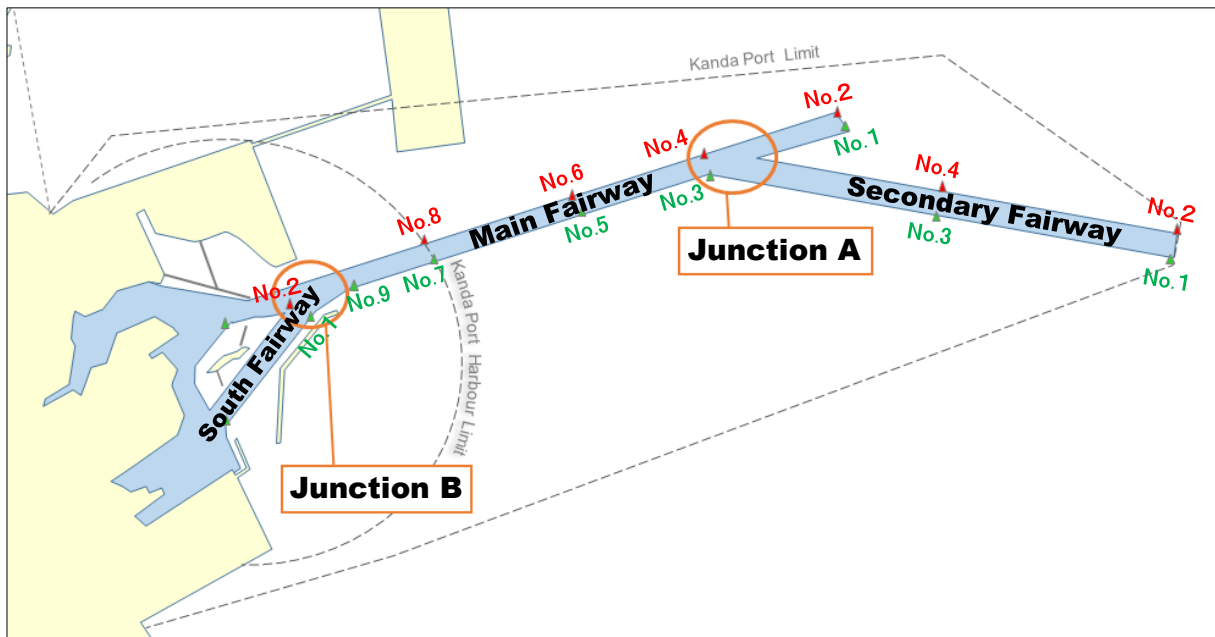 Kanda Port Limit
No.2
No.1
No.4
No.3
No.6
No.5
Main Fairway
No.4
Secondary Fairway
No.3
No.2
No.1
Junction A
No.8
No.7
No.9
Kanda Port Harbour Limit
No.2
No.1
South Fairway
Junction B